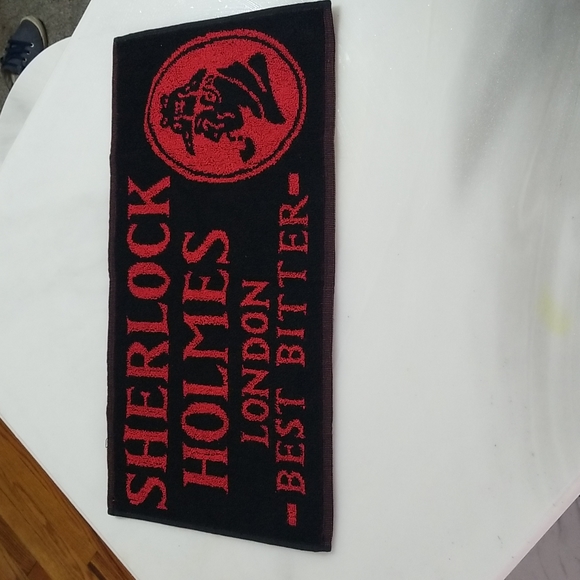 SHERLOCK
HOLMES
LONDON
-BEST BITTER-